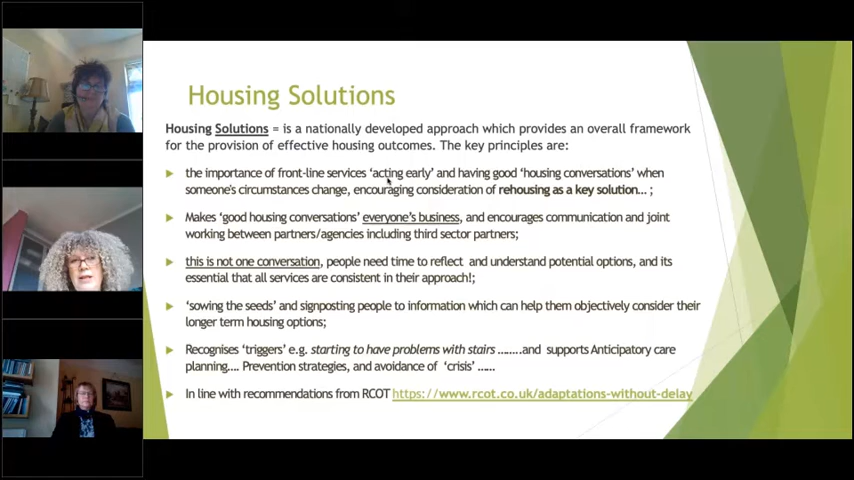 Housing Solutions
Housing Solutions = is a nationally developed approach which provides an overall framework
for the provision of effective housing outcomes. The key principles are:
the importance of front-line services ‘acting early’ and having good ‘housing conversations’ when
someone's circumstances change, encouraging consideration of rehousing as a key solution... ;
Makes ‘good housing conversations’ everyone’s business, and encourages communication and joint
working between partners/agencies including third sector partners;
this is not one conversation, people need time to reflect and understand potential options, and its
essential that all services are consistent in their approach!;
‘sowing the seeds’ and signposting people to information which can help them objectively consider their
longer term housing options;
Recognises ‘triggers’ e.g. starting to have problems with stairs ........and supports Anticipatory care
planning.... Prevention strategies, and avoidance of ‘crisis’ ......
In line with recommendations from RCOT https://www.rcot.co.uk/adaptations-without-delay